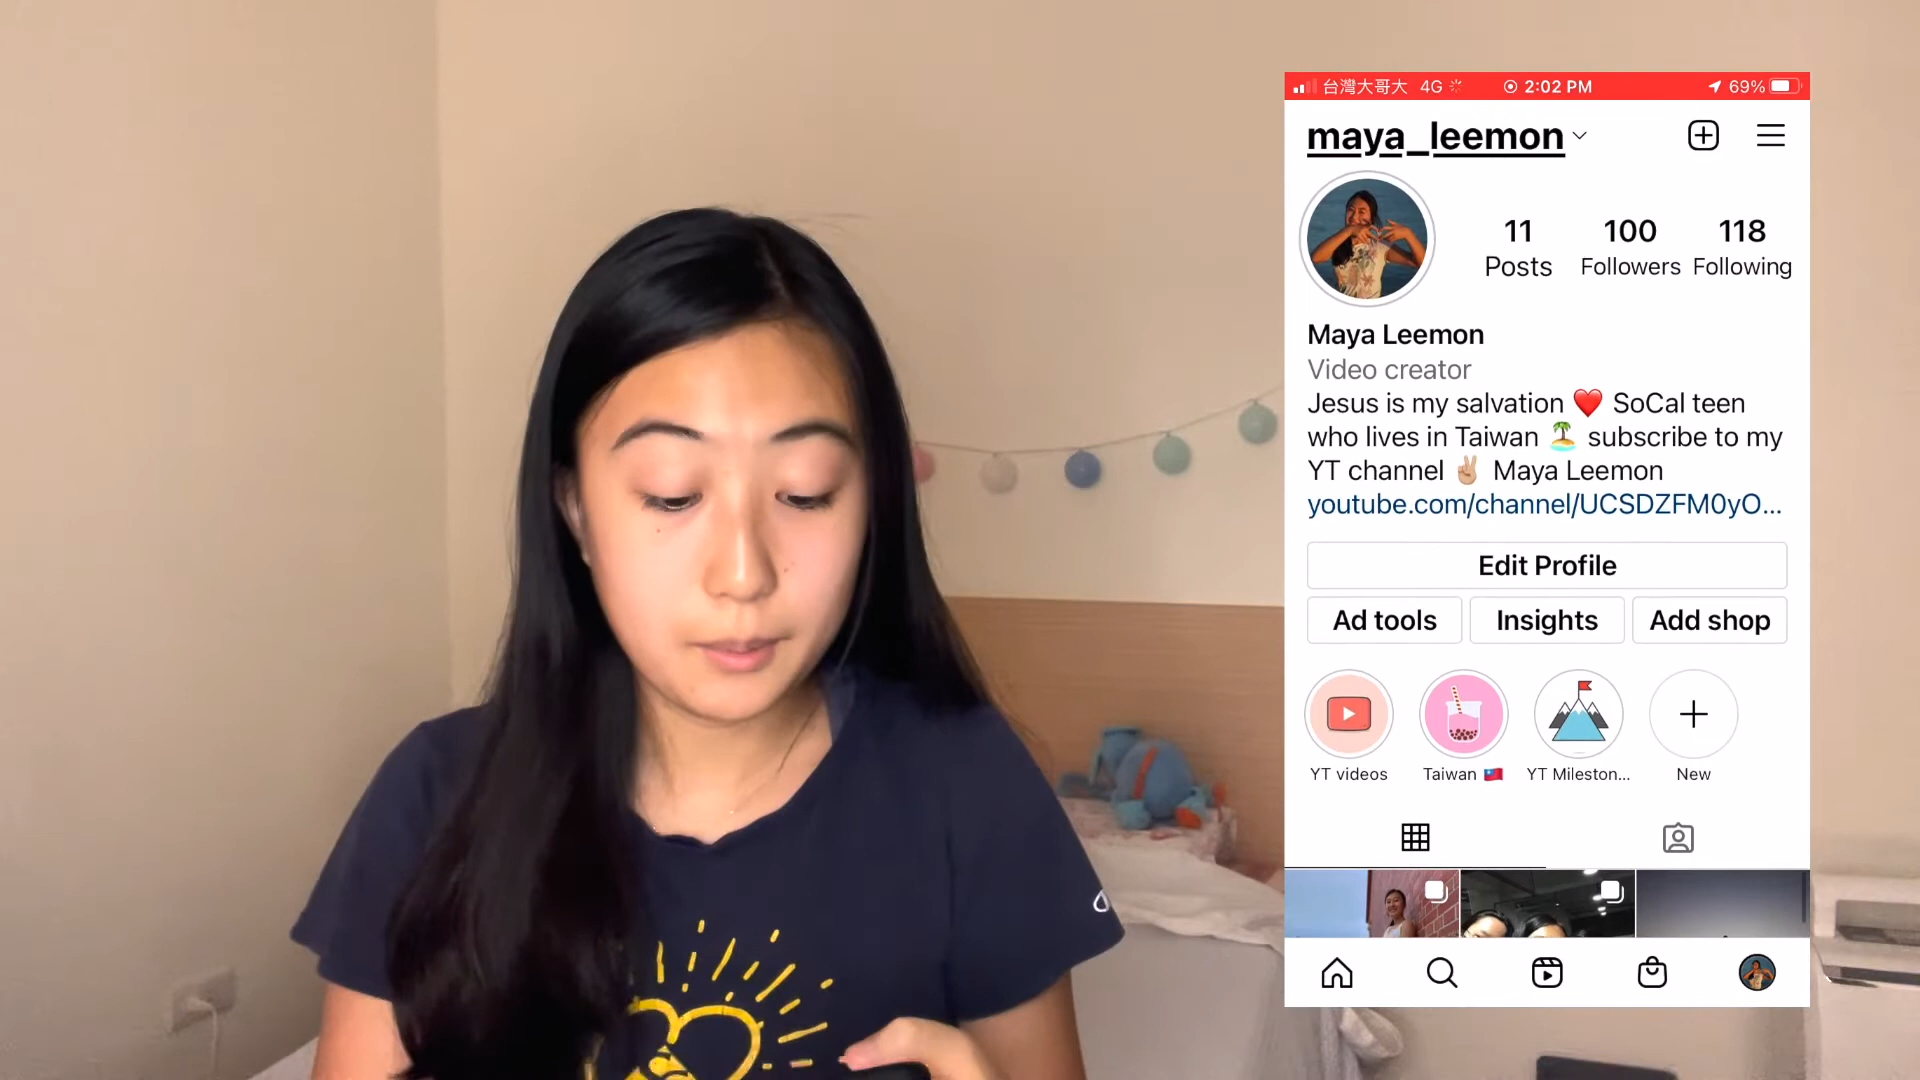 台灣大哥大 4G 2:02 PM 69%
maya_leemon
11 100 118
Posts Followers Following
Maya Leemon
Video creator
Jesus is my salvation ❤️ SoCal teen
who lives in Taiwan 🏝️ subscribe to my
YT channel ✌🏼 Maya Leemon
youtube.com/channel/UCSDZFM0yO...
Edit Profile
Ad tools Insights Add shop
YT videos Taiwan 🇹🇼 YT Mileston... New